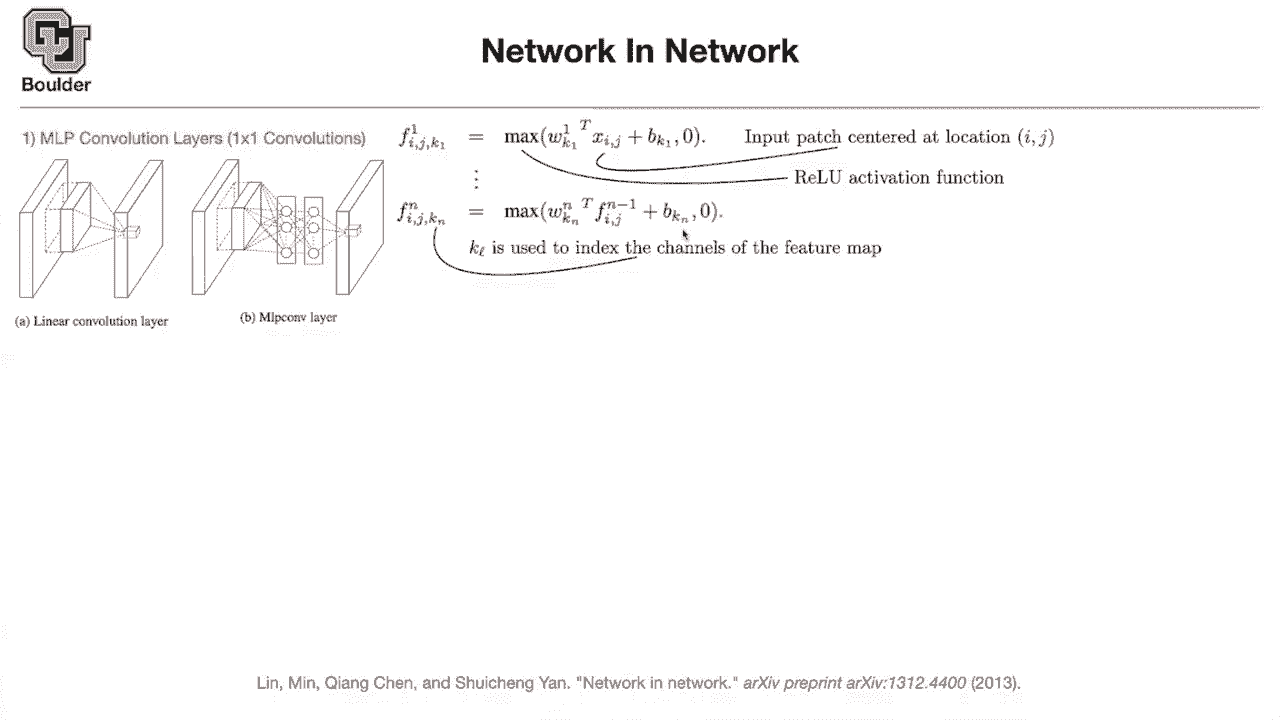 Boulder
Network In Network
1) MLP Convolution Layers (1x1 Convolutions)
(a) Linear convolution layer
(b) Mlpconv layer
$f^1_{i,j,k_1} = \max({w^1_{k_1}}^T x_{i,j} + b_{k_1}, 0).$ Input patch centered at location $(i, j)$
⋮ ReLU activation function
$f^n_{i,j,k_n} = \max({w^n_{k_n}}^T f^{n-1}_{i,j} + b_{k_n}, 0).$
$k_\ell$ is used to index the channels of the feature map
Lin, Min, Qiang Chen, and Shuicheng Yan. "Network in network." arXiv preprint arXiv:1312.4400 (2013).